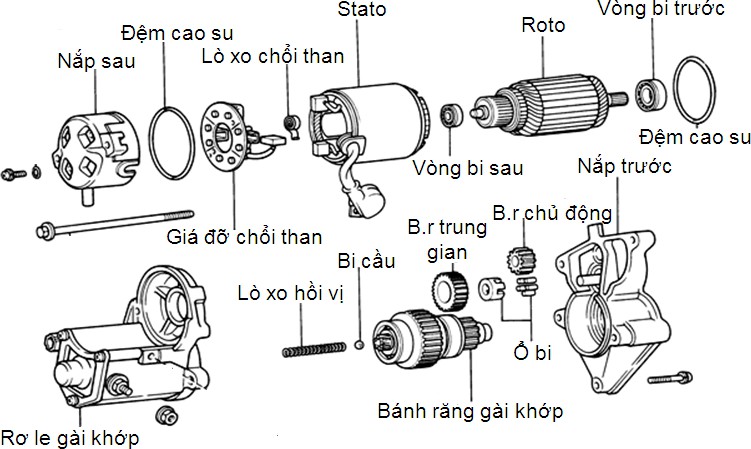 Stato
Vòng bi trước
Đệm cao su
Roto
Nắp sau
Lò xo chổi than
Đệm cao su
Vòng bi sau
Nắp trước
Giá đỡ chổi than
B.r trung
gian
B.r chủ động
Bi cầu
Lò xo hồi vị
Ổ bi
Bánh răng gài khớp
Rơ le gài khớp